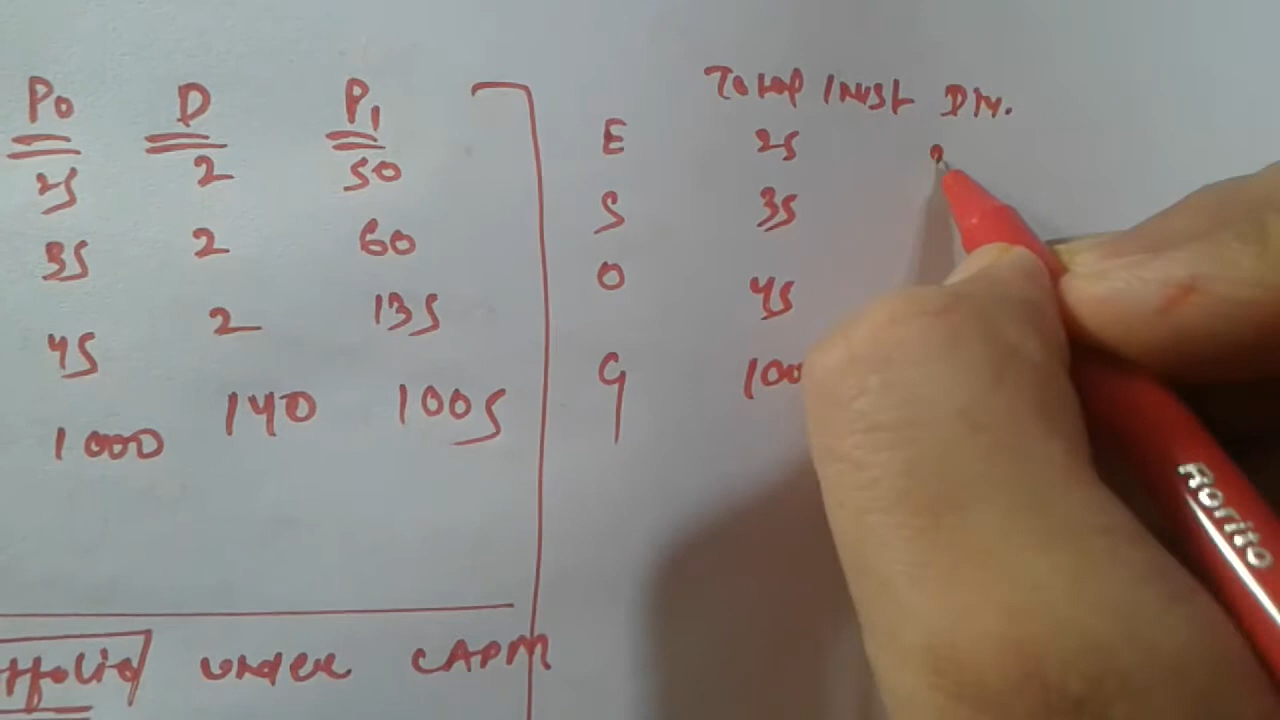 P0 D P1
25 2 50
35 2 60
45 2 135
1000 140 1005
Total Invst Div.
E 25
S 35
O 45
G 100
tfolio under CAPM
Rorito